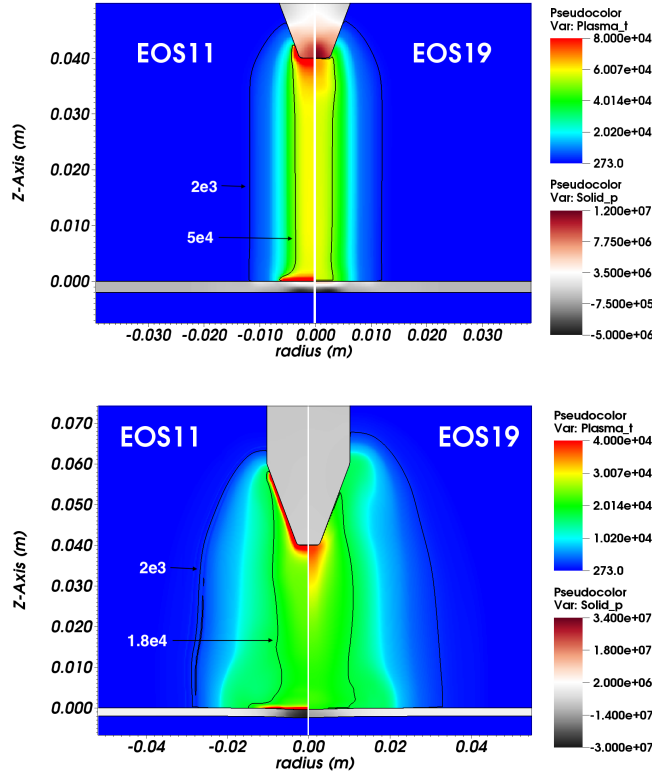 EOS11
EOS19
Z-Axis (m)
0.040
0.030
0.020
0.010
0.000
2e3
5e4
-0.030 -0.020 -0.010 0.000 0.010 0.020 0.030
radius (m)
Pseudocolor
Var: Plasma_t
8.000e+04
6.007e+04
4.014e+04
2.020e+04
273.0
Pseudocolor
Var: Solid_p
1.200e+07
7.750e+06
3.500e+06
-7.500e+05
-5.000e+06
EOS11
EOS19
Z-Axis (m)
0.070
0.060
0.050
0.040
0.030
0.020
0.010
0.000
2e3
1.8e4
-0.04 -0.02 0.00 0.02 0.04
radius (m)
Pseudocolor
Var: Plasma_t
4.000e+04
3.007e+04
2.014e+04
1.020e+04
273.0
Pseudocolor
Var: Solid_p
3.400e+07
1.800e+07
2.000e+06
-1.400e+07
-3.000e+07